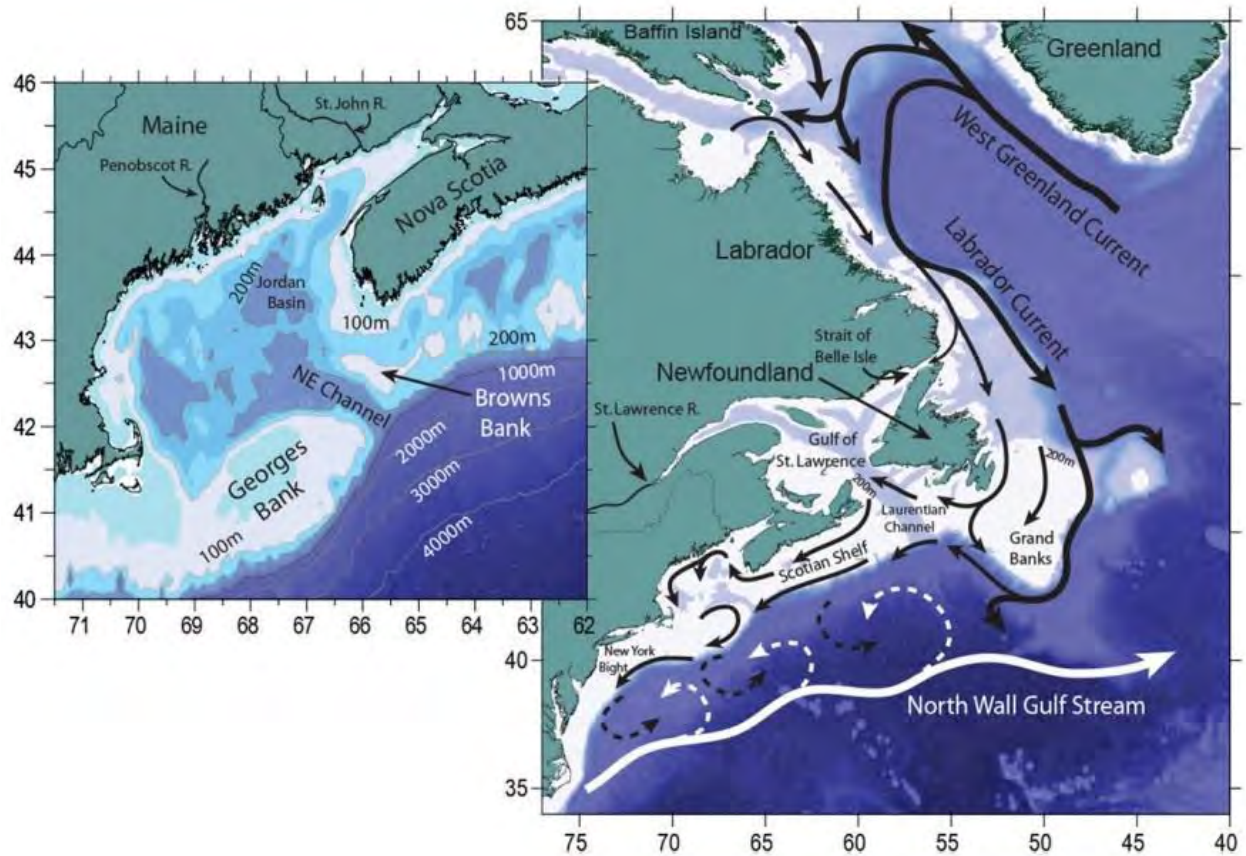 46
45
44
43
42
41
40
71
70
69
68
67
66
65
64
63
62
St. John R.
Maine
Penobscot R.
Nova Scotia
200m
Jordan
Basin
100m
200m
1000m
NE Channel
Browns
Bank
2000m
Georges
Bank
3000m
4000m
100m
65
40
35
75
70
65
60
55
50
45
40
Baffin Island
Greenland
West Greenland Current
Labrador
Labrador Current
Strait of
Belle Isle
Newfoundland
St. Lawrence R.
Gulf of
St. Lawrence
200m
200m
Laurentian
Channel
Grand
Banks
Scotian Shelf
New York
Bight
North Wall Gulf Stream